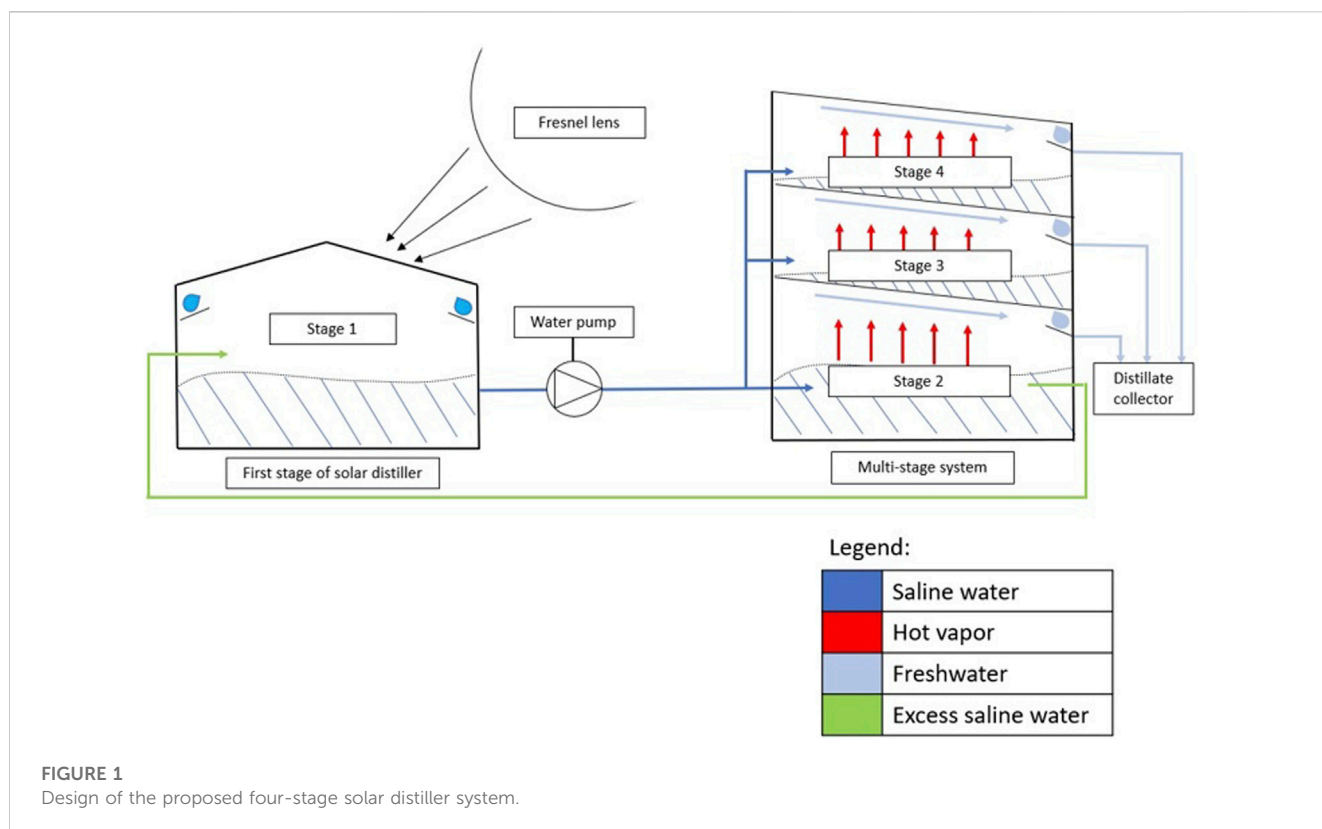 Fresnel lens
Stage 1
Water pump
First stage of solar distiller
Stage 4
Stage 3
Stage 2
Distillate
collector
Multi-stage system
Legend:
Saline water
Hot vapor
Freshwater
Excess saline water
FIGURE 1
Design of the proposed four-stage solar distiller system.